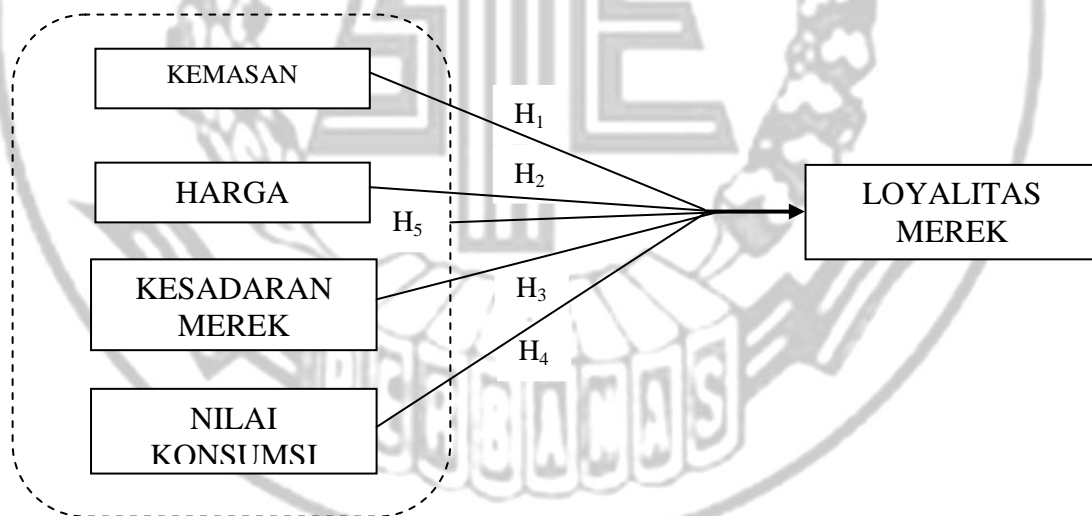 KEMASAN
H₁
HARGA
H₂
H₅
KESADARAN
MEREK
H₃
H₄
NILAI
KONSUMSI
LOYALITAS
MEREK